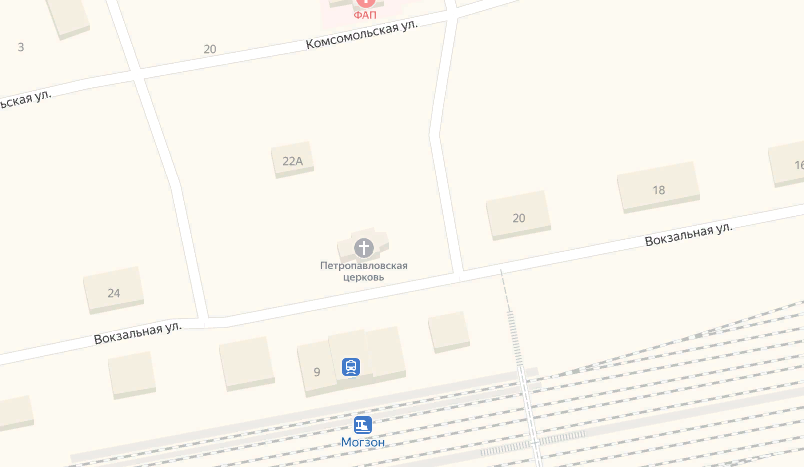 ФАП
Комсомольская ул.
20
3
ьская ул.
22А
16
18
20
Вокзальная ул.
Петропавловская
церковь
24
Вокзальная ул.
9
Могзон